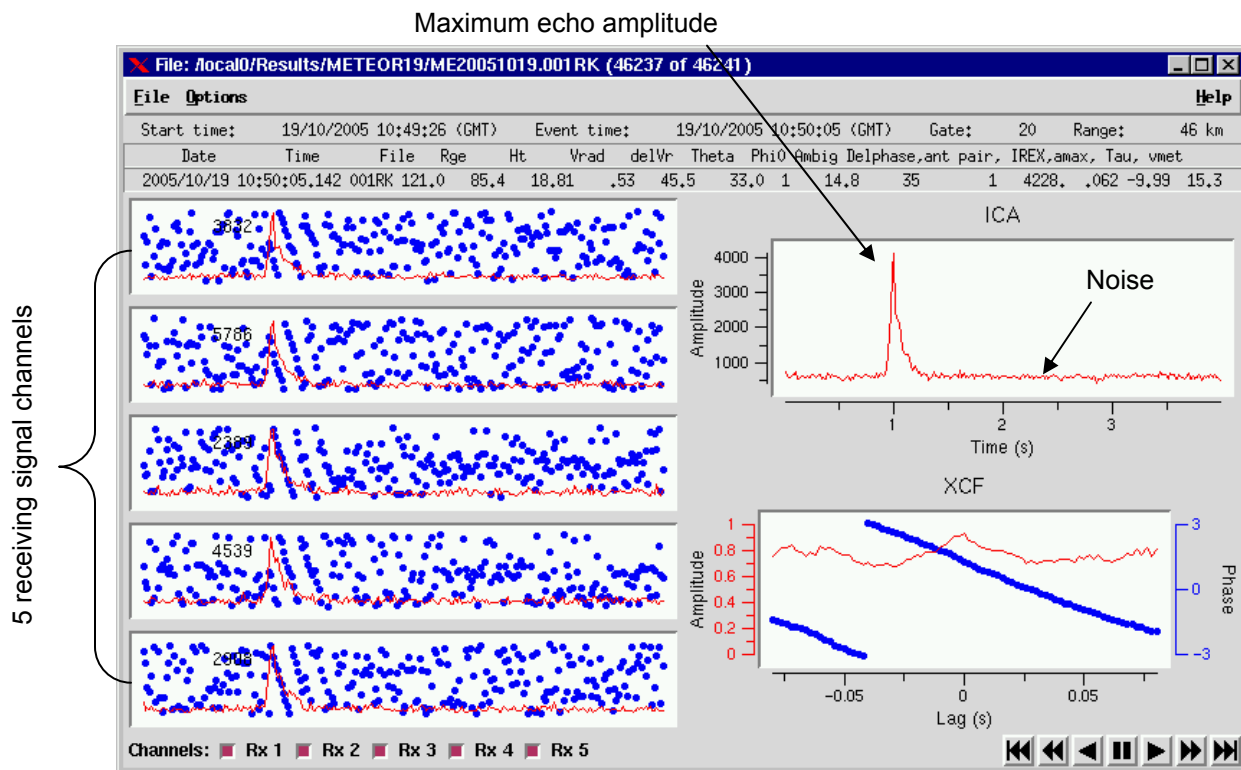 Maximum echo amplitude
File: /local0/Results/METEOR19/ME20051019.001RK (46237 of 46241)
File Options Help
Start time: 19/10/2005 10:49:26 (GMT) Event time: 19/10/2005 10:50:05 (GMT) Gate: 20 Range: 46 km
Date Time File Rge Ht Vrad delVr Theta Phi0 Ambig Delphase,ant pair, IREX,amax, Tau, vmet
2005/10/19 10:50:05.142 001RK 121.0 85.4 18.81 .53 45.5 33.0 1 14.8 35 1 4228. .062 -9.99 15.3
5 receiving signal channels
5786
2389
4539
ICA
Noise
Amplitude
4000
3000
2000
1000
1 2 3
Time (s)
XCF
Amplitude
1
0.8
0.6
0.4
0.2
0
3
0
-3
Phase
-0.05 0 0.05
Lag (s)
Channels: Rx 1 Rx 2 Rx 3 Rx 4 Rx 5